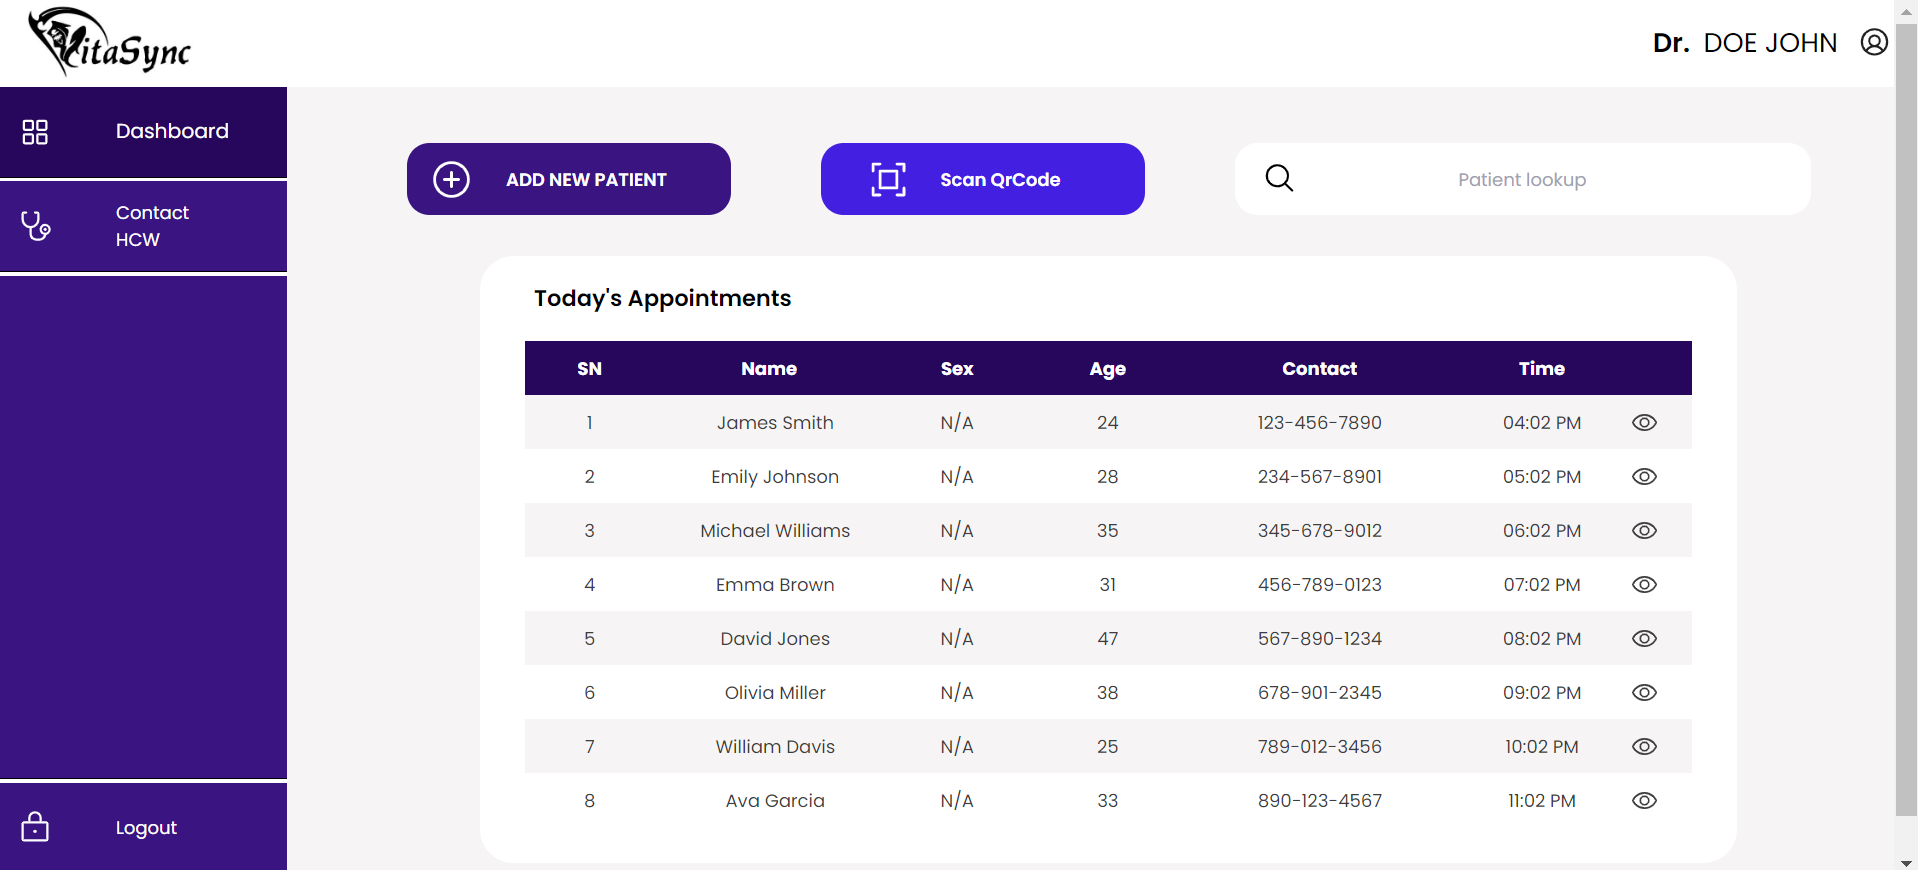 VitaSync
Dr. DOE JOHN
Dashboard
Contact
HCW
Logout
ADD NEW PATIENT
Scan QrCode
Patient lookup
Today's Appointments
SN Name Sex Age Contact Time
1 James Smith N/A 24 123-456-7890 04:02 PM
2 Emily Johnson N/A 28 234-567-8901 05:02 PM
3 Michael Williams N/A 35 345-678-9012 06:02 PM
4 Emma Brown N/A 31 456-789-0123 07:02 PM
5 David Jones N/A 47 567-890-1234 08:02 PM
6 Olivia Miller N/A 38 678-901-2345 09:02 PM
7 William Davis N/A 25 789-012-3456 10:02 PM
8 Ava Garcia N/A 33 890-123-4567 11:02 PM